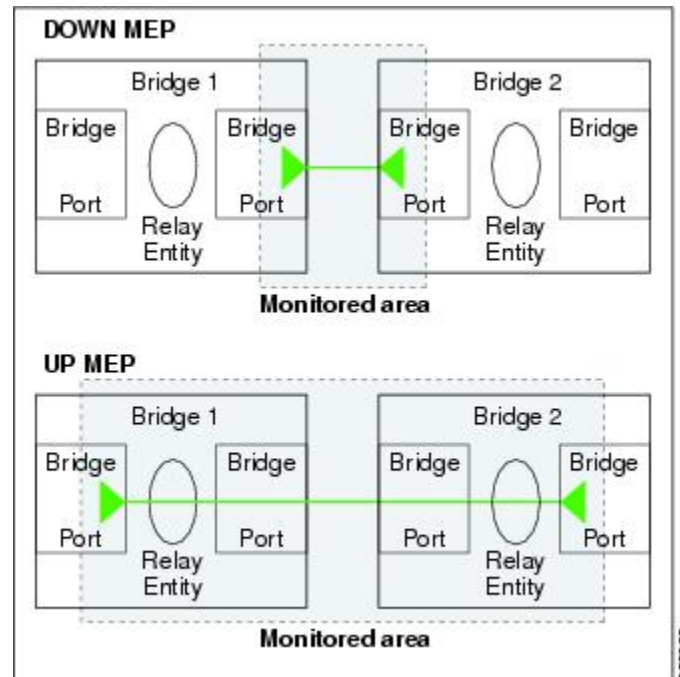 DOWN MEP
Bridge 1
Bridge 2
Bridge
Bridge
Bridge
Bridge
Port
Port
Port
Port
Relay
Entity
Relay
Entity
Monitored area
UP MEP
Bridge 1
Bridge 2
Bridge
Bridge
Bridge
Bridge
Port
Port
Port
Port
Relay
Entity
Relay
Entity
Monitored area